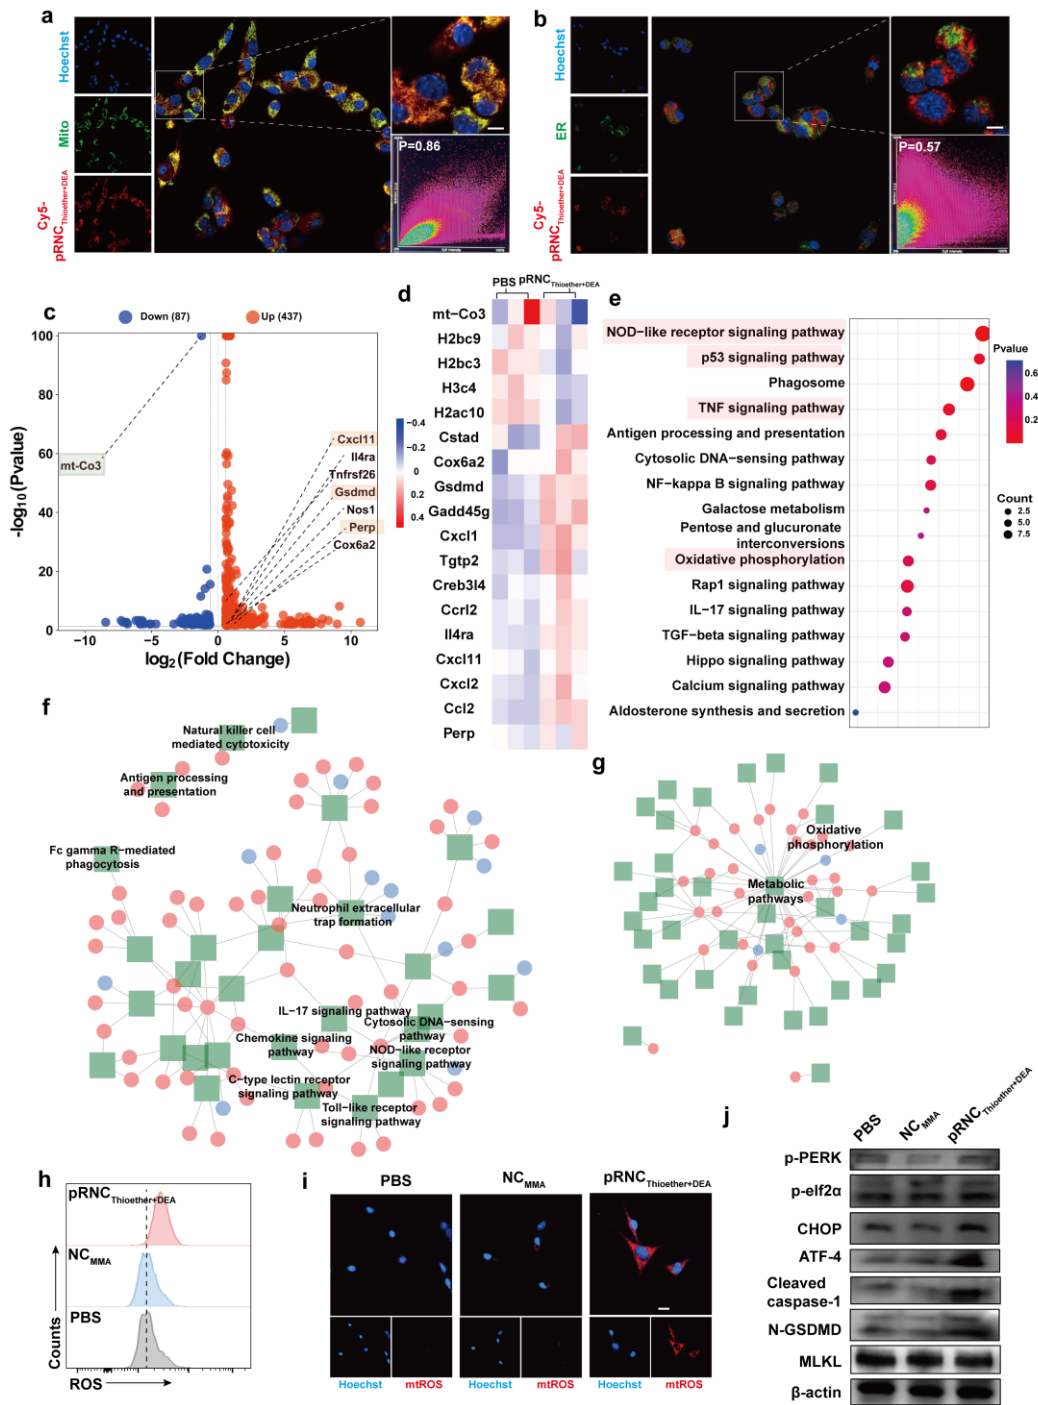 a
Hoechst
Mito
Cy5-
pRNCThioether+DEA
P=0.86
b
Hoechst
ER
Cy5-
pRNCThioether+DEA
P=0.57
c
Down (87)
Up (437)
100
80
60
40
20
0
-log10(Pvalue)
−10
−5
0
5
10
log2(Fold Change)
mt-Co3
Cxcl11
Il4ra
Tnfrsf26
Gsdmd
Nos1
Perp
Cox6a2
d
PBS
pRNCThioether+DEA
mt−Co3
H2bc9
H2bc3
H3c4
H2ac10
Cstad
Cox6a2
Gsdmd
Gadd45g
Cxcl1
Tgtp2
Creb3l4
Ccrl2
Il4ra
Cxcl11
Cxcl2
Ccl2
Perp
−0.4
−0.2
0
0.2
0.4
e
NOD−like receptor signaling pathway
p53 signaling pathway
Phagosome
TNF signaling pathway
Antigen processing and presentation
Cytosolic DNA−sensing pathway
NF−kappa B signaling pathway
Galactose metabolism
Pentose and glucuronate
interconversions
Oxidative phosphorylation
Rap1 signaling pathway
IL−17 signaling pathway
TGF−beta signaling pathway
Hippo signaling pathway
Calcium signaling pathway
Aldosterone synthesis and secretion
Pvalue
0.6
0.4
0.2
Count
2.5
5.0
7.5
f
Natural killer cell
mediated cytotoxicity
Antigen processing
and presentation
Fc gamma R−mediated
phagocytosis
Neutrophil extracellular
trap formation
IL−17 signaling pathway
Cytosolic DNA−sensing
pathway
Chemokine signaling
pathway
NOD−like receptor
signaling pathway
C−type lectin receptor
signaling pathway
Toll−like receptor
signaling pathway
g
Oxidative
phosphorylation
Metabolic
pathways
h
pRNCThioether+DEA
NCMMA
PBS
Counts
ROS
i
PBS
NCMMA
pRNCThioether+DEA
Hoechst
mtROS
Hoechst
mtROS
Hoechst
mtROS
j
PBS
NCMMA
pRNCThioether+DEA
p-PERK
p-elf2α
CHOP
ATF-4
Cleaved
caspase-1
N-GSDMD
MLKL
β-actin